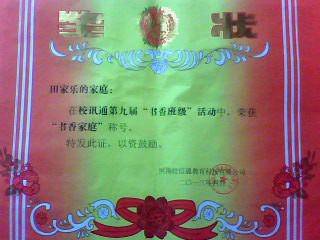 奖状
田家乐的家庭:
在校讯通第九届“书香班级”活动中,荣获
“书香家庭”称号。
特发此证,以资鼓励。